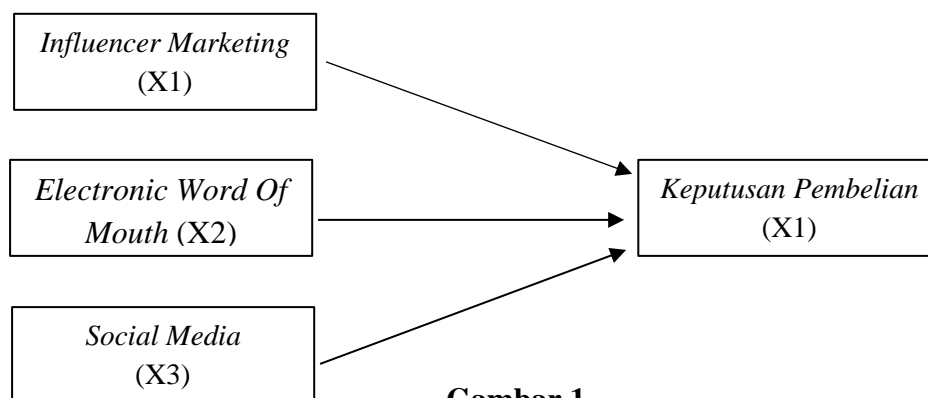 Influencer Marketing
(X1)
Electronic Word Of
Mouth (X2)
Keputusan Pembelian
(X1)
Social Media
(X3)
Gambar 1